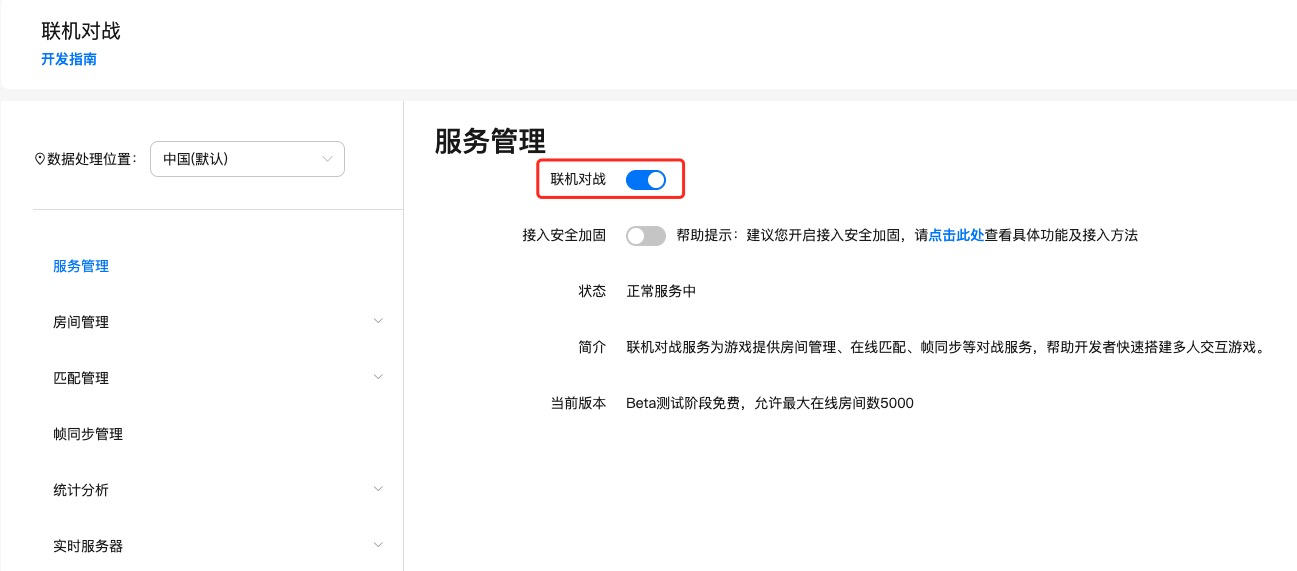 联机对战
开发指南
数据处理位置：
中国(默认)
服务管理
房间管理
匹配管理
帧同步管理
统计分析
实时服务器
服务管理
联机对战
接入安全加固 帮助提示：建议您开启接入安全加固，请点击此处查看具体功能及接入方法
状态 正常服务中
简介 联机对战服务为游戏提供房间管理、在线匹配、帧同步等对战服务，帮助开发者快速搭建多人交互游戏。
当前版本 Beta测试阶段免费，允许最大在线房间数5000